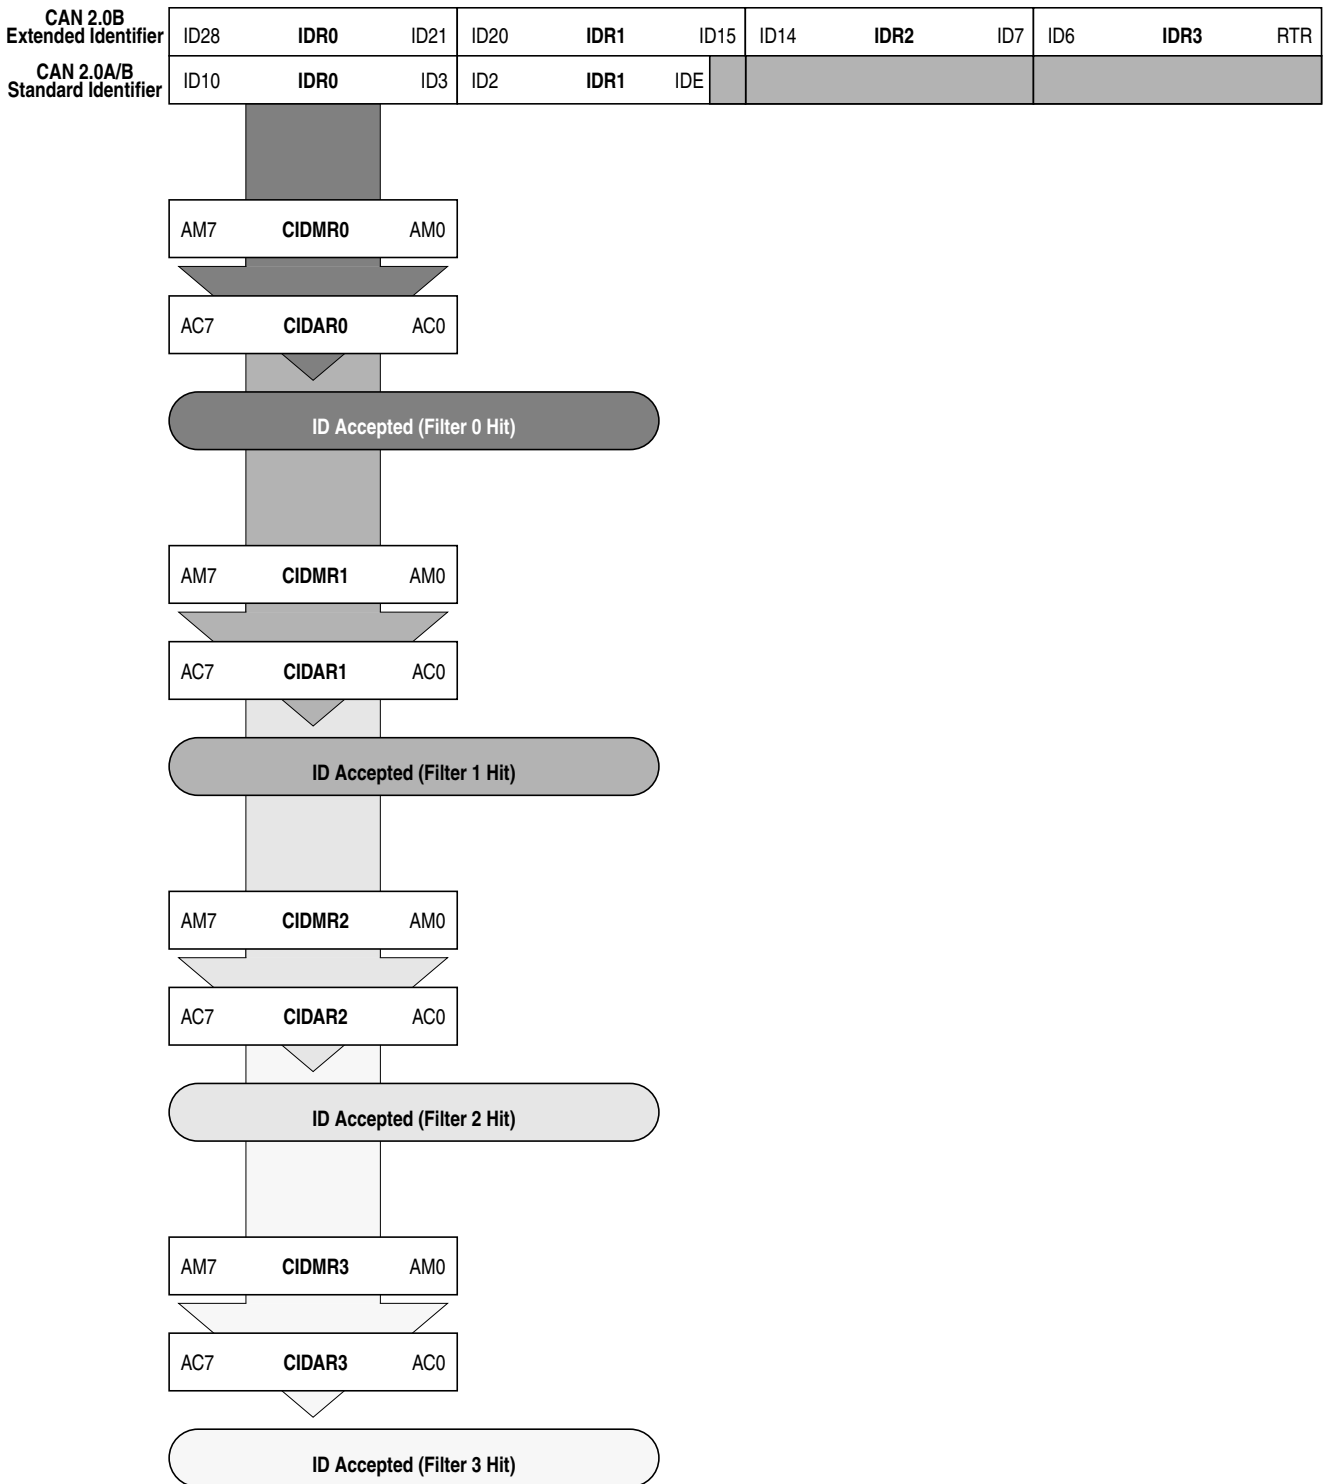 CAN 2.0B
Extended Identifier ID28 IDR0 ID21 ID20 IDR1 ID15 ID14 IDR2 ID7 ID6 IDR3 RTR
CAN 2.0A/B
Standard Identifier ID10 IDR0 ID3 ID2 IDR1 IDE
AM7 CIDMR0 AM0
AC7 CIDAR0 AC0
ID Accepted (Filter 0 Hit)
AM7 CIDMR1 AM0
AC7 CIDAR1 AC0
ID Accepted (Filter 1 Hit)
AM7 CIDMR2 AM0
AC7 CIDAR2 AC0
ID Accepted (Filter 2 Hit)
AM7 CIDMR3 AM0
AC7 CIDAR3 AC0
ID Accepted (Filter 3 Hit)